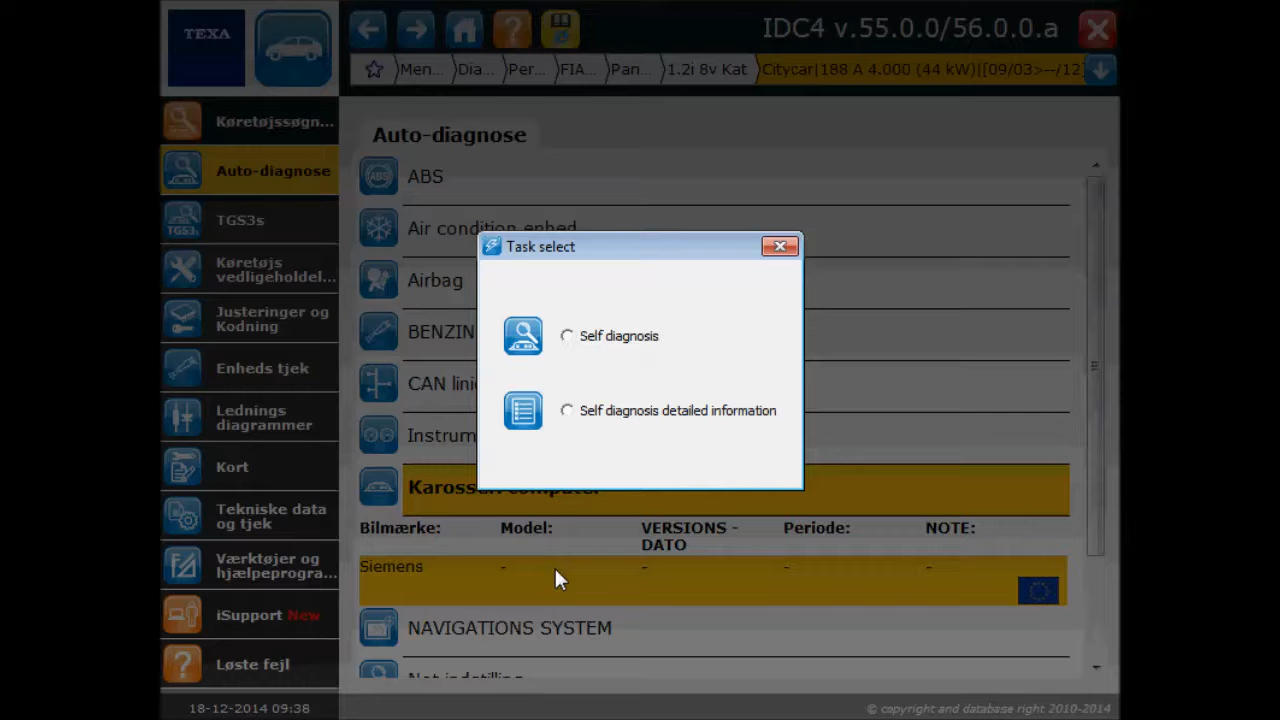 TEXA
IDC4 v.55.0.0/56.0.0.a
Men...
Dia...
Per...
FIA...
Pan...
1.2i 8v Kat
Citycar|188 A 4.000 (44 kW)|[09/03>--/12]
Køretøjssøgn...
Auto-diagnose
TGS3s
TGS3s
Køretøjs
vedligeholdel...
Justeringer og
Kodning
Enheds tjek
Lednings
diagrammer
Kort
Tekniske data
og tjek
Værktøjer og
hjælpeprogra...
iSupport New
Løste fejl
18-12-2014 09:38
Auto-diagnose
ABS
ABS
Air condition enhed
Airbag
BENZIN
CAN lini
Instrum
Task select
Self diagnosis
Self diagnosis detailed information
Bilmærke:
Model:
VERSIONS -
DATO
Periode:
NOTE:
Siemens
-
-
-
-
NAVIGATIONS SYSTEM
© copyright and database right 2010-2014